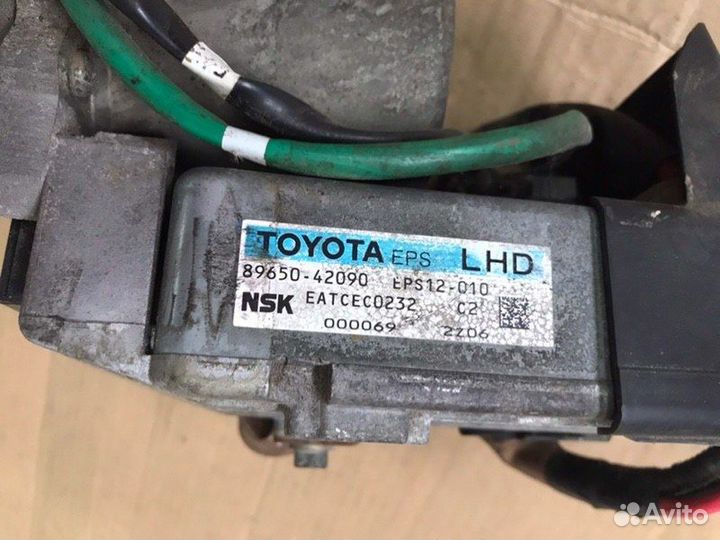 TOYOTA EPS LHD
89650-42090 EPS12-010
NSK EATCEC0232 C2
000069 2Z06
Avito